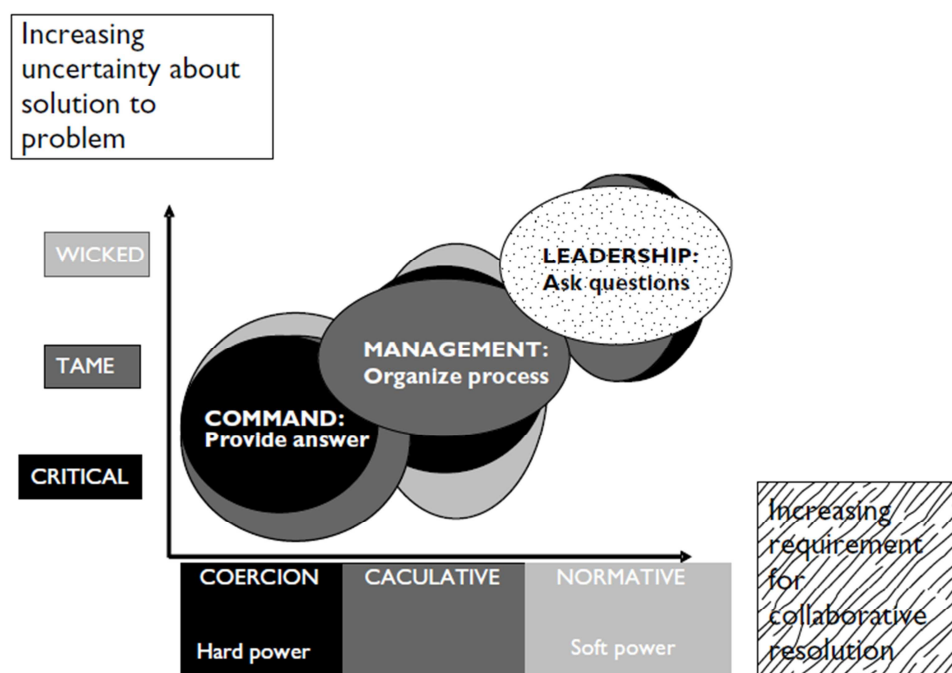 Increasing
uncertainty about
solution to
problem
WICKED
LEADERSHIP:
Ask questions
TAME
MANAGEMENT:
Organize process
COMMAND:
Provide answer
CRITICAL
Increasing
requirement
for
collaborative
resolution
COERCION
CACULATIVE
NORMATIVE
Hard power
Soft power